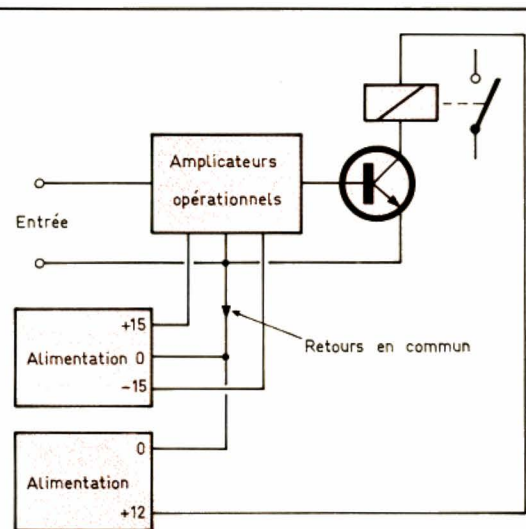 Amplicateurs
opérationnels
Entrée
+15
Alimentation 0
-15
Retours en commun
0
Alimentation
+12